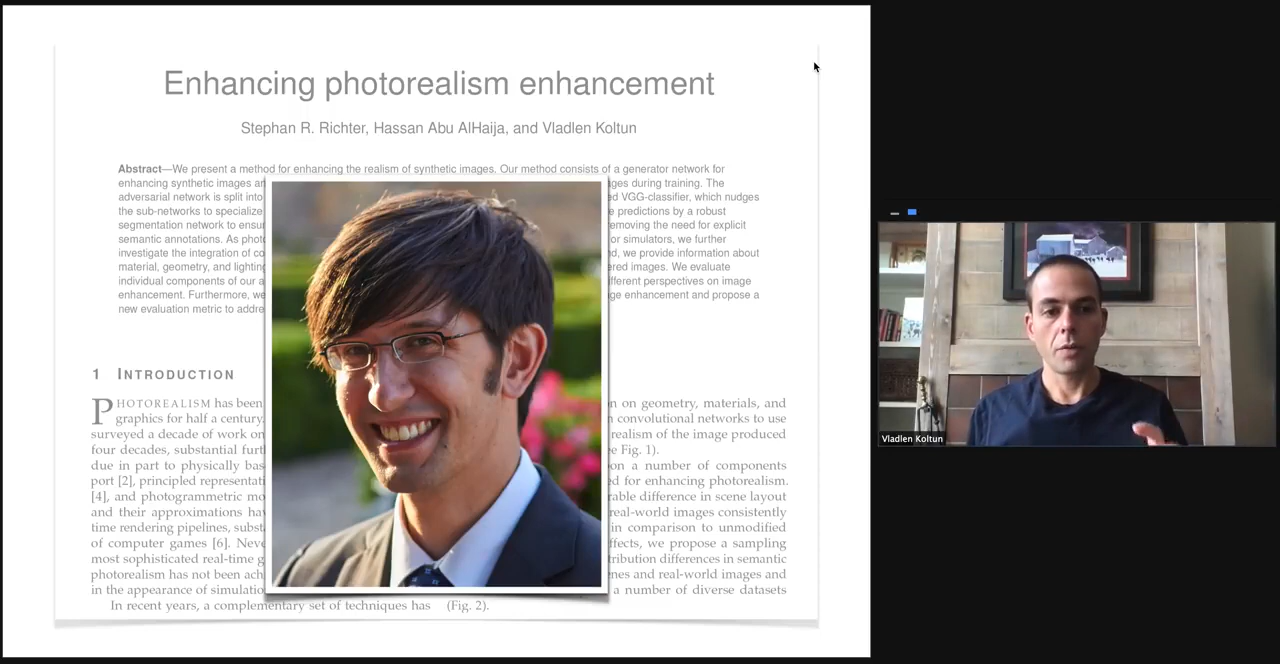 Enhancing photorealism enhancement
Stephan R. Richter, Hassan Abu AlHaija, and Vladlen Koltun
Abstract—We present a method for enhancing the realism of synthetic images. Our method consists of a generator network for
enhancing synthetic images an
ges during training. The
adversarial network is split into
d VGG-classifier, which nudges
the sub-networks to specialize
e predictions by a robust
segmentation network to ensu
emoving the need for explicit
semantic annotations. As photo
or simulators, we further
investigate the integration of co
nd, we provide information about
material, geometry, and lighting
ered images. We evaluate
individual components of our a
fferent perspectives on image
enhancement. Furthermore, we
ge enhancement and propose a
new evaluation metric to addre
1 INTRODUCTION
PHOTOREALISM has been
graphics for half a century.
surveyed a decade of work on
four decades, substantial furt
due in part to physically bas
port [2], principled representati
[4], and photogrammetric mo
and their approximations hav
time rendering pipelines, subst
of computer games [6]. Neve
most sophisticated real-time g
photorealism has not been ach
in the appearance of simulatio
In recent years, a complementary set of techniques has
n on geometry, materials, and
n convolutional networks to use
realism of the image produced
e Fig. 1).
on a number of components
ed for enhancing photorealism.
rable difference in scene layout
real-world images consistently
in comparison to unmodified
ffects, we propose a sampling
tribution differences in semantic
nes and real-world images and
a number of diverse datasets
(Fig. 2).
Vladlen Koltun